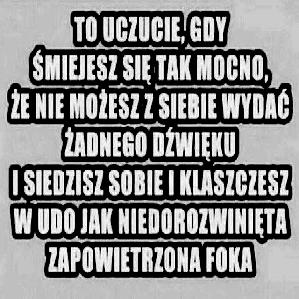 TO UCZUCIE, GDY
ŚMIEJESZ SIĘ TAK MOCNO,
ŻE NIE MOŻESZ Z SIEBIE WYDAĆ
ŻADNEGO DŹWIĘKU
I SIEDZISZ SOBIE I KLASZCZESZ
W UDO JAK NIEDOROZWINIĘTA
ZAPOWIETRZONA FOKA